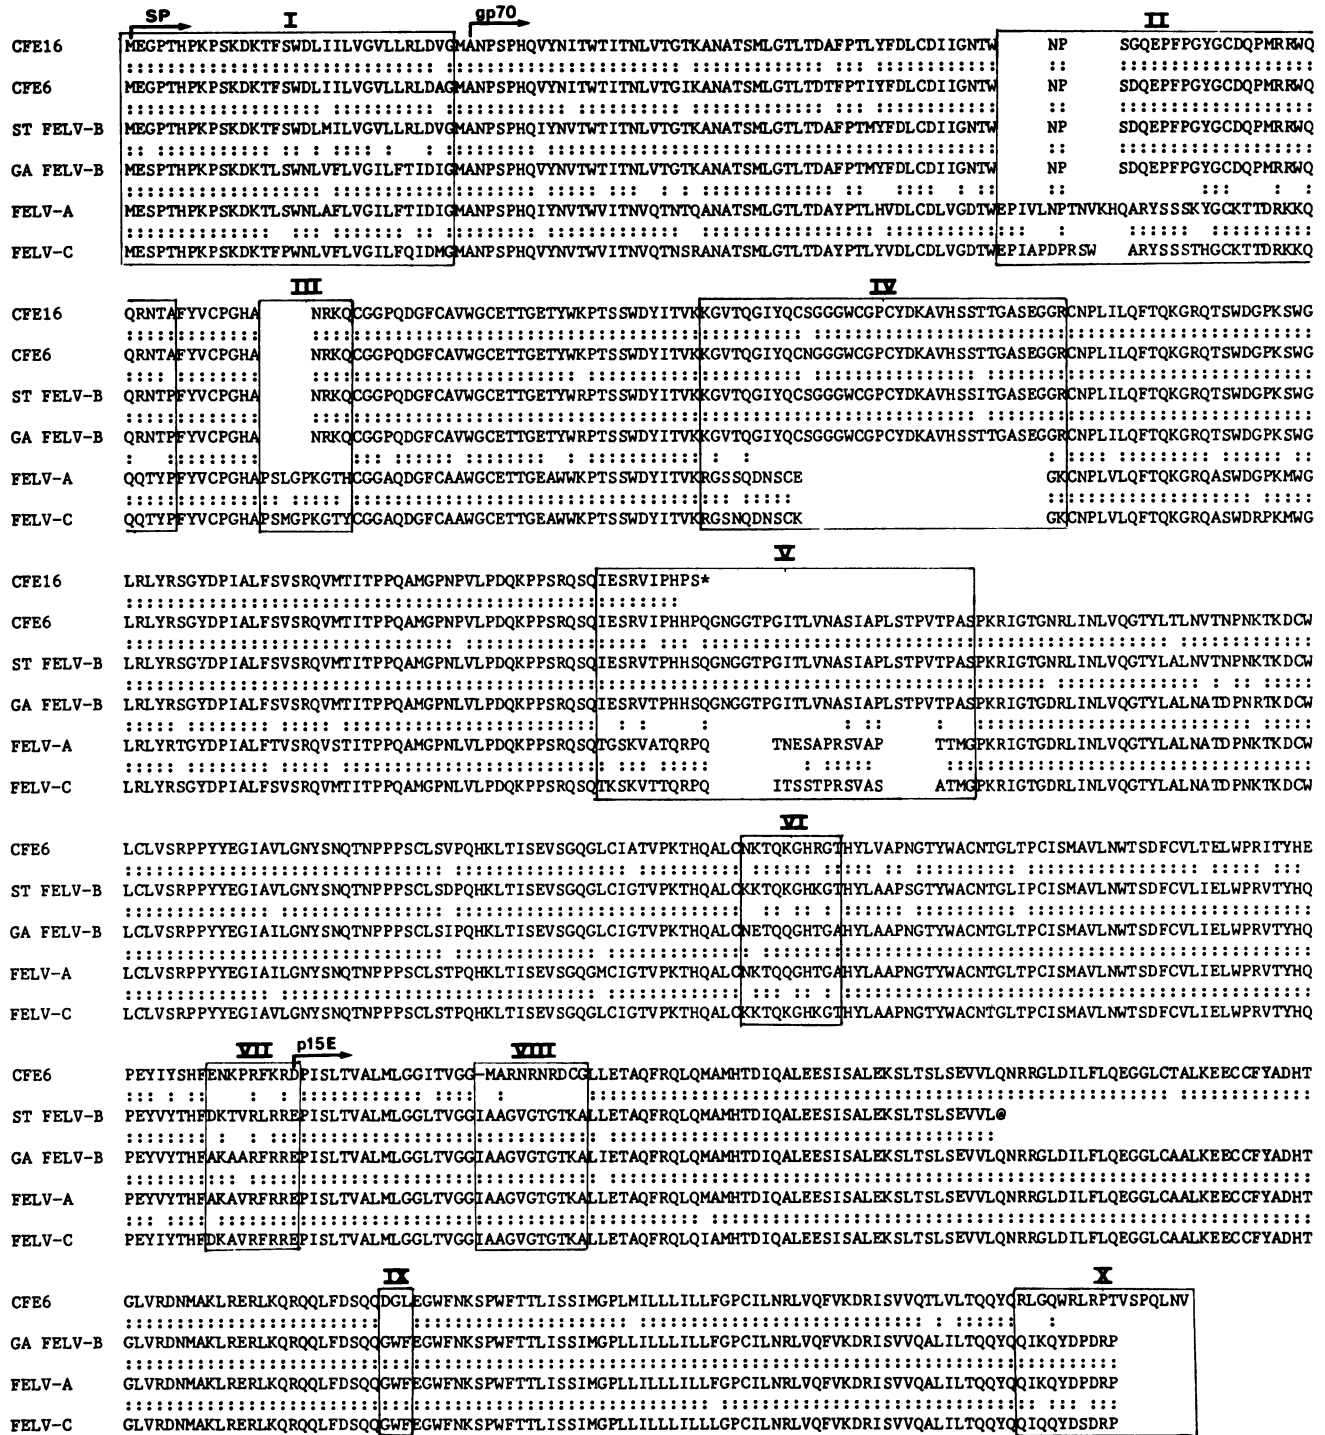 SP I gp70 II
CFE16 MEGPTHPKPSKDKTFSWDLIILVGVLLRLDVGMANPSPHQVYNITWTITNLVTGTKANATSMLGTLTDAFPTLYFDLCDIIGNTW NP SGQEPFPGYGCDQPMRRWQ
CFE6 MEGPTHPKPSKDKTFSWDLIILVGVLLRLDAGMANPSPHQVYNITWTITNLVTGIKANATSMLGTLTDTFPTIYFDLCDIIGNTW NP SDQEPFPGYGCDQPMRRWQ
ST FELV-B MEGPTHPKPSKDKTFSWDLMILVGVLLRLDVGMANPSPHQIYNVTWTITNLVTGTKANATSMLGTLTDAFPTMYFDLCDIIGNTW NP SDQEPFPGYGCDQPMRRWQ
GA FELV-B MESPTHPKPSKDKTLSWNLVFLVGILFTIDIGMANPSPHQIYNVTWTITNLVTGTKANATSMLGTLTDAFPTMYFDLCDIIGNTW NP SDQEPFPGYGCDQPMRRWQ
FELV-A MESPTHPKPSKDKTLSWNLAFLVGILFTIDIGMANPSPHQIYNVTWVITNVQTNTQANATSMLGTLTDAYPTLHVDLCDLVGDTWEPIVLNPTNVKHQARYSSSKYGCKTTDRKKQ
FELV-C MESPTHPKPSKDKTFPWNLVFLVGILFQIDMGMANPSPHQVYNVTWVITNVQTNSRANATSMLGTLTDAYPTLYVDLCDLVGDTWEPIAPDPRSW ARYSSSTHGCKTTDRKKQ
III IV
CFE16 QRNTAFYVCPGHA NRKQCGGPQDGFCAVWGCETTGETYWKPTSSWDYITVKKGVTQGIYQCSGGGWCGPCYDKAVHSSTTGASEGGRCNPLILQFTQKGRQTSWDGPKSWG
CFE6 QRNTAFYVCPGHA NRKQCGGPQDGFCAVWGCETTGETYWKPTSSWDYITVKKGVTQGIYQCNGGGWCGPCYDKAVHSSTTGASEGGRCNPLILQFTQKGRQTSWDGPKSWG
ST FELV-B QRNTPFYVCPGHA NRKQCGGPQDGFCAVWGCETTGETYWRPTSSWDYITVKKGVTQGIYQCSGGGWCGPCYDKAVHSSITGASEGGRCNPLILQFTQKGRQTSWDGPKSWG
GA FELV-B QRNTPFYVCPGHA NRKQCGGPQDGFCAVWGCETTGETYWRPTSSWDYITVKKGVTQGIYQCSGGGWCGPCYDKAVHSSTTGASEGGRCNPLILQFTQKGRQTSWDGPKSWG
FELV-A QQTYPFYVCPGHAPSLGPKGTHCGGAQDGFCAAWGCETTGEAWWKPTSSWDYITVKRGSSQDNSCE GKCNPLVLQFTQKGRQASWDGPKMWG
FELV-C QQTYPFYVCPGHAPSMGPKGTYCGGAQDGFCAAWGCETTGEAWWKPTSSWDYITVKRGSNQDNSCK GKCNPLVLQFTQKGRQASWDRPKMWG
V
CFE16 LRLYRSGYDPIALFSVSRQVMTITPPQAMGPNPVLPDQKPPSRQSQIESRVIPHPS*
CFE6 LRLYRSGYDPIALFSVSRQVMTITPPQAMGPNPVLPDQKPPSRQSQIESRVIPHHPQGNGGTPGITLVNASIAPLSTPVTPASPKRIGTGNRLINLVQGTYLTLNVTNPNKTKDCW
ST FELV-B LRLYRSGYDPIALFSVSRQVMTITPPQAMGPNLVLPDQKPPSRQSQIESRVTPHHSQGNGGTPGITLVNASIAPLSTPVTPASPKRIGTGNRLINLVQGTYLALNVTNPNKTKDCW
GA FELV-B LRLYRSGYDPIALFSVSRQVMTITPPQAMGPNLVLPDQKPPSRQSQIESRVTPHHSQGNGGTPGITLVNASIAPLSTPVTPASPKRIGTGDRLINLVQGTYLALNATDPNRTKDCW
FELV-A LRLYRTGYDPIALFTVSRQVSTITPPQAMGPNLVLPDQKPPSRQSQTGSKVATQRPQ TNESAPRSVAP TTMGPKRIGTGDRLINLVQGTYLALNATDPNKTKDCW
FELV-C LRLYRSGYDPIALFSVSRQVMTITPPQAMGPNLVLPDQKPPSRQSQTKSKVTTQRPQ ITSSTPRSVAS ATMGPKRIGTGDRLINLVQGTYLALNATDPNKTKDCW
VI
CFE6 LCLVSRPPYYEGIAVLGNYSNQTNPPPSCLSVPQHKLTISEVSGQGLCIATVPKTHQALCNKTQKGHRGTHYLVAPNGTYWACNTGLTPCISMAVLNWTSDFCVLTELWPRITYHE
ST FELV-B LCLVSRPPYYEGIAVLGNYSNQTNPPPSCLSDPQHKLTISEVSGQGLCIGTVPKTHQALCKKTQKGHKGTHYLAAPSGTYWACNTGLIPCISMAVLNWTSDFCVLIELWPRVTYHQ
GA FELV-B LCLVSRPPYYEGIAILGNYSNQTNPPPSCLSIPQHKLTISEVSGQGLCIGTVPKTHQALCNETQQGHTGAHYLAAPNGTYWACNTGLTPCISMAVLNWTSDFCVLIELWPRVTYHQ
FELV-A LCLVSRPPYYEGIAILGNYSNQTNPPPSCLSTPQHKLTISEVSGQGMCIGTVPKTHQALCNKTQQGHTGAHYLAAPNGTYWACNTGLTPCISMAVLNWTSDFCVLIELWPRVTYHQ
FELV-C LCLVSRPPYYEGIAVLGNYSNQTNPPPSCLSTPQHKLTISEVSGQGLCIGTVPKTHQALCKKTQKGHKGTHYLAAPNGTYWACNTGLTPCISMAVLNWTSDFCVLIELWPRVTYHQ
VII p15E VIII
CFE6 PEYIYSHFENKPRFKRDPISLTVALMLGGITVGG-MARNRNRDCGLLETAQFRQLQMAMHTDIQALEESISALEKSLTSLSEVVLQNRRGLDILFLQEGGLCTALKEECCFYADHT
ST FELV-B PEYVYTHFDKTVRLRREPISLTVALMLGGLTVGGIAAGVGTGTKALLETAQFRQLQMAMHTDIQALEESISALEKSLTSLSEVVL@
GA FELV-B PEYVYTHFAKAARFRREPISLTVALMLGGLTVGGIAAGVGTGTKALIETAQFRQLQMAMHTDIQALEESISALEKSLTSLSEVVLQNRRGLDILFLQEGGLCAALKEECCFYADHT
FELV-A PEYVYTHFAKAVRFRREPISLTVALMLGGLTVGGIAAGVGTGTKALLETAQFRQLQMAMHTDIQALEESISALEKSLTSLSEVVLQNRRGLDILFLQEGGLCAALKEECCFYADHT
FELV-C PEYIYTHFDKAVRFRREPISLTVALMLGGLTVGGIAAGVGTGTKALLETAQFRQLQIAMHTDIQALEESISALEKSLTSLSEVVLQNRRGLDILFLQEGGLCAALKEECCFYADHT
IX X
CFE6 GLVRDNMAKLRERLKQRQQLFDSQQDGLEGWFNKSPWFTTLISSIMGPLMILLLILLFGPCILNRLVQFVKDRISVVQTLVLTQQYQRLGQWRLRPTVSPQLNV
GA FELV-B GLVRDNMAKLRERLKQRQQLFDSQQGWFEGWFNKSPWFTTLISSIMGPLLILLLILLFGPCILNRLVQFVKDRISVVQALILTQQYQQIKQYDPDRP
FELV-A GLVRDNMAKLRERLKQRQQLFDSQQGWFEGWFNKSPWFTTLISSIMGPLLILLLILLFGPCILNRLVQFVKDRISVVQALILTQQYQQIKQYDPDRP
FELV-C GLVRDNMAKLRERLKQRQQLFDSQQGWFEGWFNKSPWFTTLISSIMGPLLILLLILLLGPCILNRLVQFVKDRISVVQALILTQQYQQIQQYDSDRP